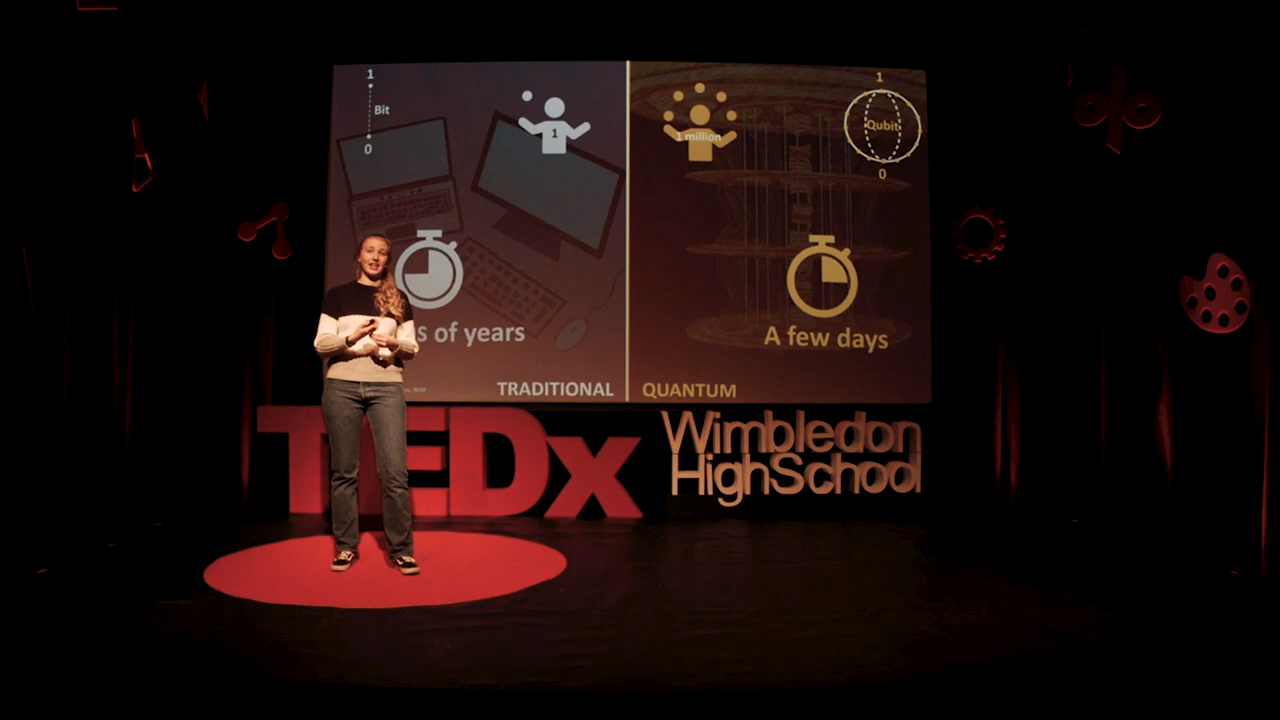 1
Bit
0
1
s of years
TRADITIONAL
1 million
1
Qubit
0
A few days
QUANTUM
TEDx
Wimbledon
HighSchool